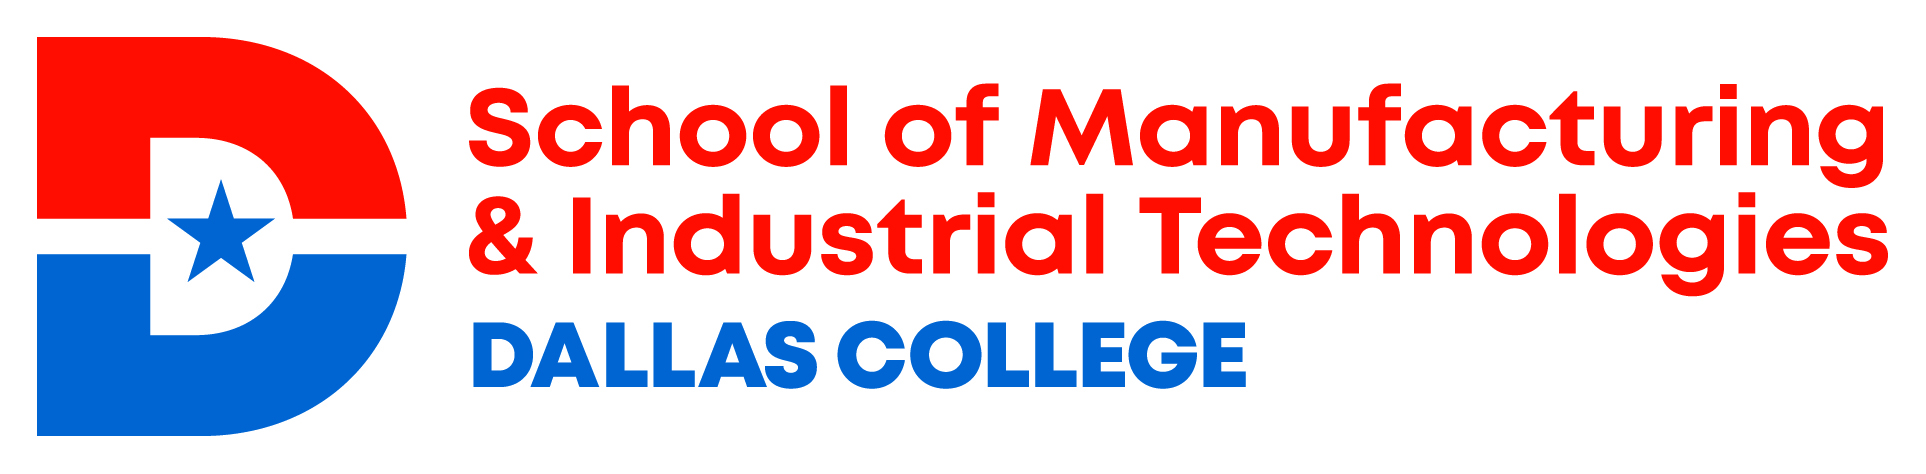 School of Manufacturing
& Industrial Technologies
DALLAS COLLEGE